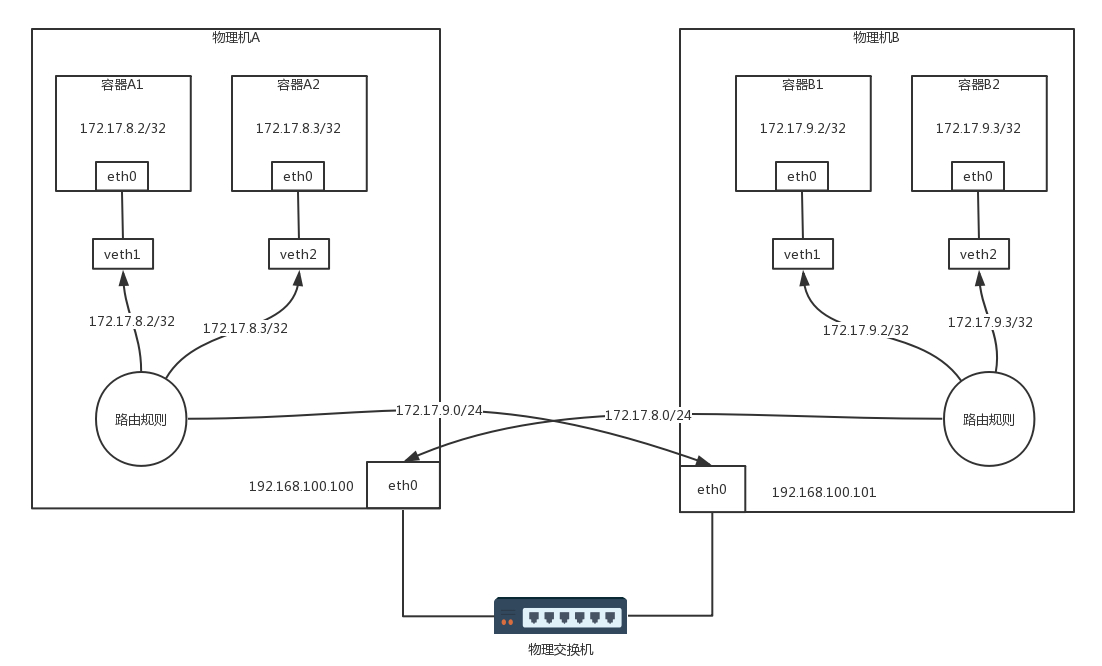 物理机A
物理机B
容器A1
容器A2
容器B1
容器B2
172.17.8.2/32
172.17.8.3/32
172.17.9.2/32
172.17.9.3/32
eth0
eth0
eth0
eth0
veth1
veth2
veth1
veth2
172.17.8.2/32
172.17.8.3/32
172.17.9.2/32
172.17.9.3/32
路由规则
172.17.9.0/24
172.17.8.0/24
路由规则
192.168.100.100
eth0
eth0
192.168.100.101
物理交换机